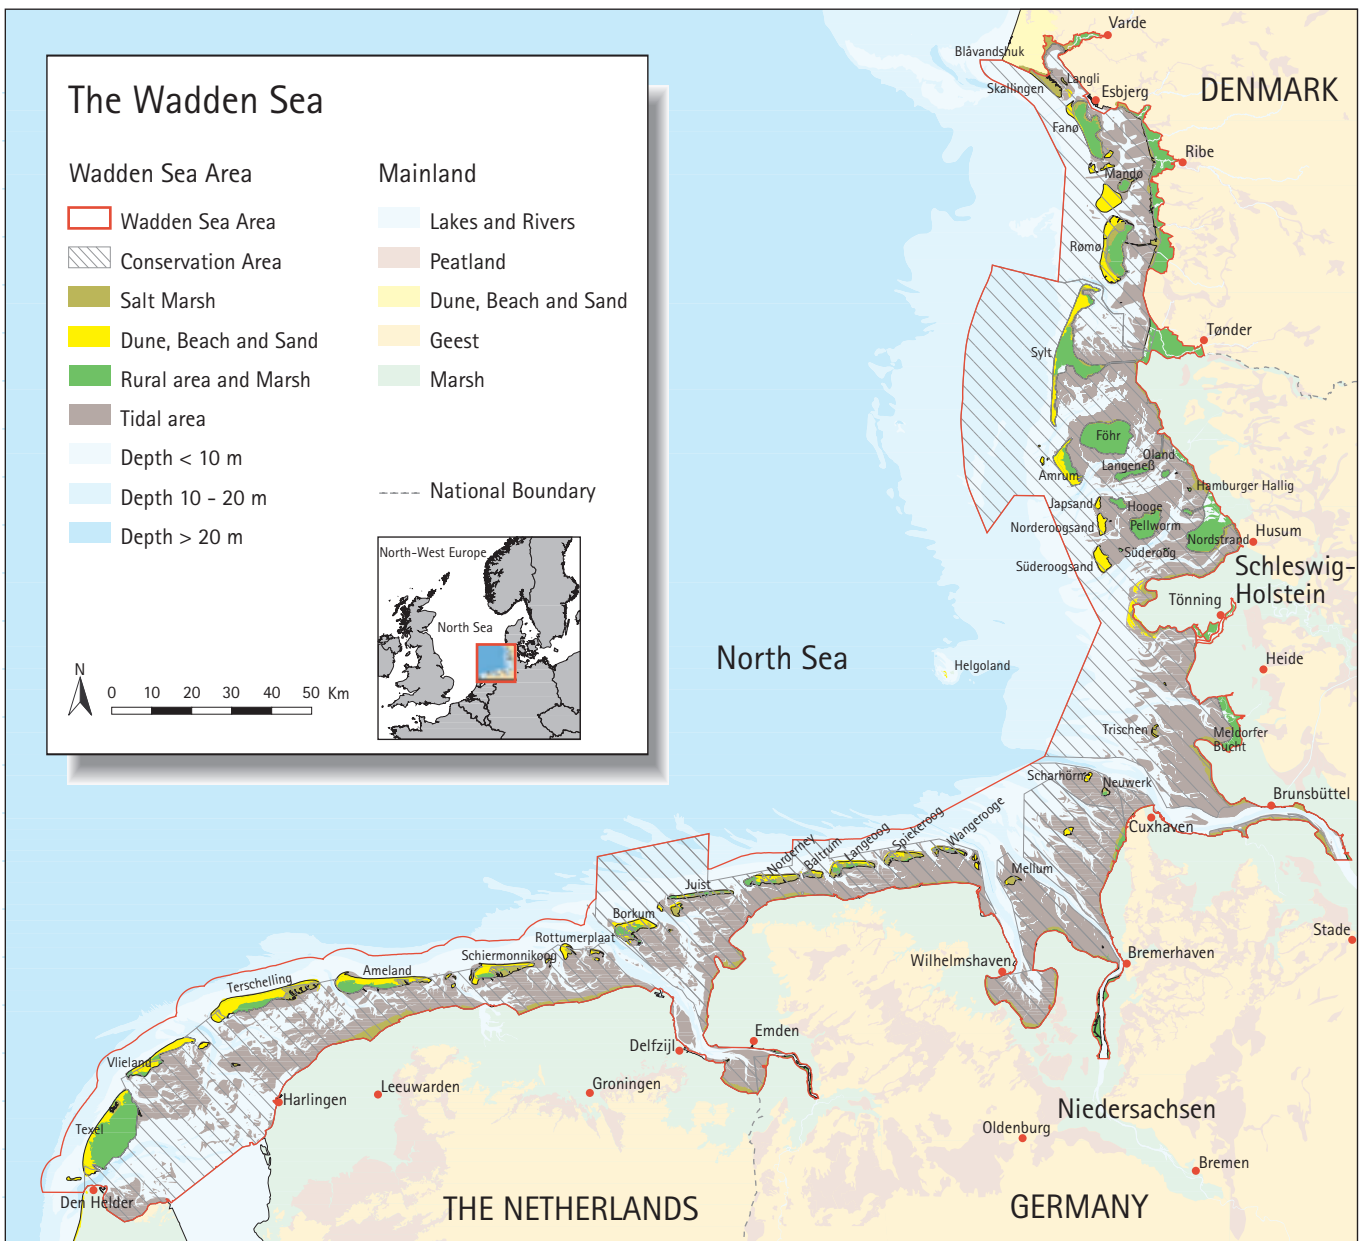 The Wadden Sea
Wadden Sea Area
Wadden Sea Area
Conservation Area
Salt Marsh
Dune, Beach and Sand
Rural area and Marsh
Tidal area
Depth < 10 m
Depth 10 - 20 m
Depth > 20 m
Mainland
Lakes and Rivers
Peatland
Dune, Beach and Sand
Geest
Marsh
National Boundary
North-West Europe
North Sea
N
0 10 20 30 40 50 Km
Varde
Blåvandshuk
Langli
Skallingen
Esbjerg
DENMARK
Fanø
Ribe
Mandø
Rømø
Tønder
Sylt
Föhr
Oland
Langeneß
Amrum
Hamburger Hallig
Japsand
Hooge
Norderoogsand
Pellworm
Husum
Nordstrand
Süderoog
Süderoogsand
Schleswig-
Holstein
Tönning
North Sea
Helgoland
Heide
Trischen
Meldorfer
Bucht
Scharhörn
Neuwerk
Brunsbüttel
Cuxhaven
Wangerooge
Spiekeroog
Langeoog
Baltrum
Norderney
Mellum
Juist
Borkum
Rottumerplaat
Schiermonnikoog
Ameland
Terschelling
Stade
Wilhelmshaven
Bremerhaven
Vlieland
Emden
Delfzijl
Groningen
Leeuwarden
Harlingen
Texel
Niedersachsen
Oldenburg
Bremen
Den Helder
THE NETHERLANDS
GERMANY